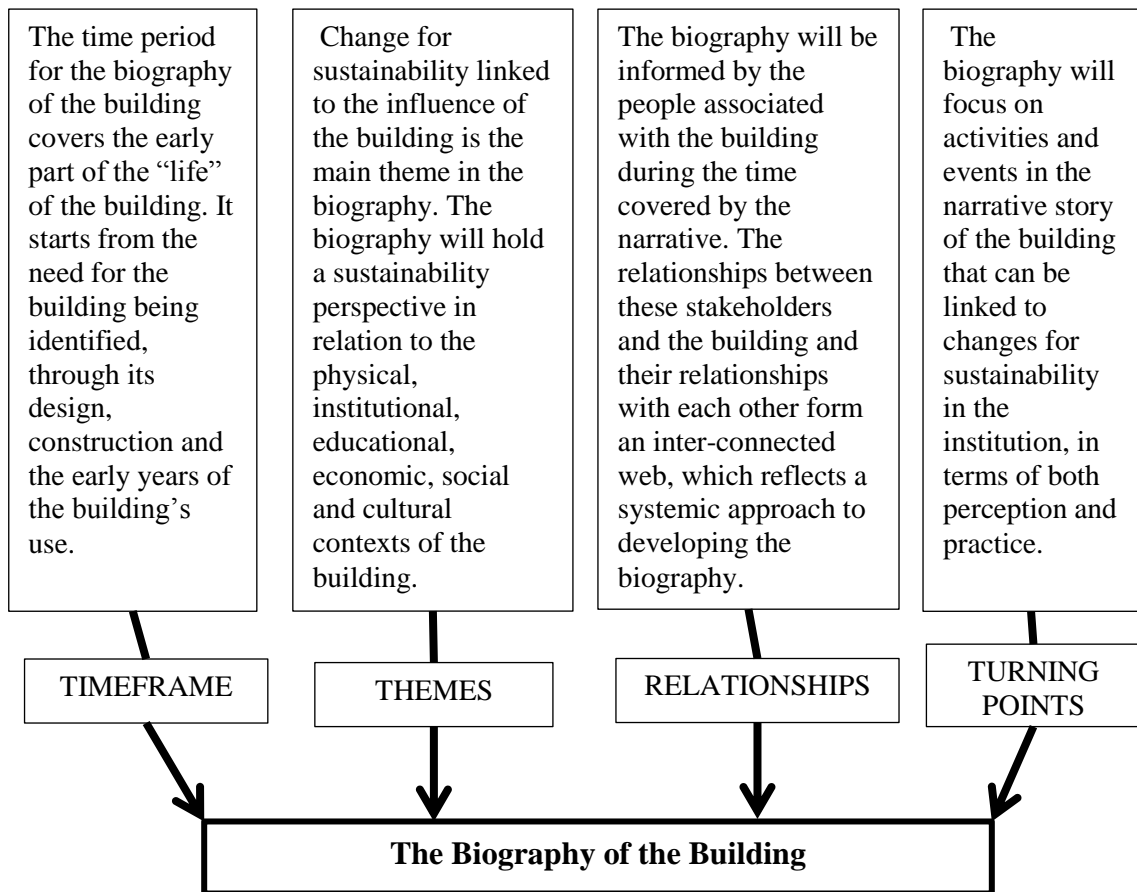 The time period
for the biography
of the building
covers the early
part of the “life”
of the building. It
starts from the
need for the
building being
identified,
through its
design,
construction and
the early years of
the building’s
use.
Change for
sustainability linked
to the influence of
the building is the
main theme in the
biography. The
biography will hold
a sustainability
perspective in
relation to the
physical,
institutional,
educational,
economic, social
and cultural
contexts of the
building.
The biography will be
informed by the
people associated
with the building
during the time
covered by the
narrative. The
relationships between
these stakeholders
and the building and
their relationships
with each other form
an inter-connected
web, which reflects a
systemic approach to
developing the
biography.
The
biography will
focus on
activities and
events in the
narrative story
of the building
that can be
linked to
changes for
sustainability
in the
institution, in
terms of both
perception and
practice.
TIMEFRAME
THEMES
RELATIONSHIPS
TURNING
POINTS
The Biography of the Building